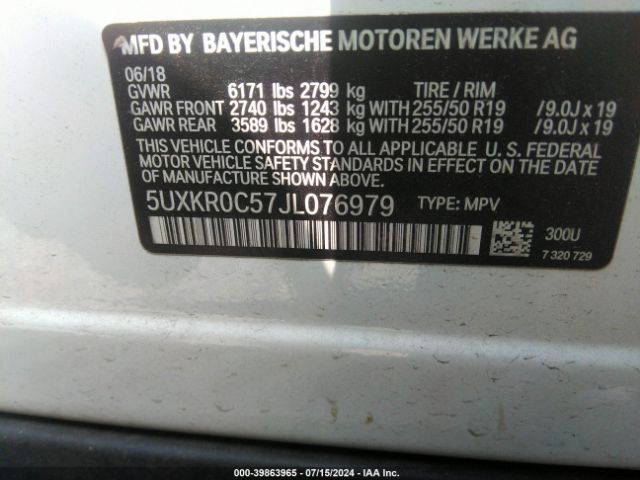 MFD BY BAYERISCHE MOTOREN WERKE AG
06/18
GVWR 6171 lbs 2799 kg TIRE / RIM
GAWR FRONT 2740 lbs 1243 kg WITH 255/50 R19 /9.0J x 19
GAWR REAR 3589 lbs 1628 kg WITH 255/50 R19 /9.0J x 19
THIS VEHICLE CONFORMS TO ALL APPLICABLE U. S. FEDERAL
MOTOR VEHICLE SAFETY STANDARDS IN EFFECT ON THE
DATE OF MANUFACTURE SHOWN ABOVE.
5UXKR0C57JL076979 TYPE: MPV
300U
7 320 729
000-39863965 - 07/15/2024 - IAA Inc.